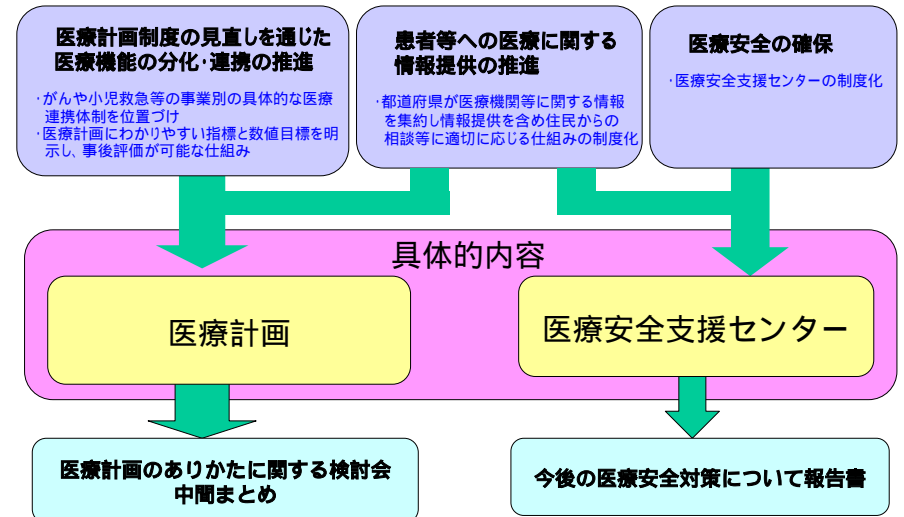 医療計画制度の見直しを通じた
医療機能の分化・連携の推進
・がんや小児救急等の事業別の具体的な医療
連携体制を位置づけ
・医療計画にわかりやすい指標と数値目標を明
示し、事後評価が可能な仕組み
患者等への医療に関する
情報提供の推進
・都道府県が医療機関等に関する情報
を集約し情報提供を含め住民からの
相談等に適切に応じる仕組みの制度化
医療安全の確保
・医療安全支援センターの制度化
具体的内容
医療計画
医療安全支援センター
医療計画のありかたに関する検討会
中間まとめ
今後の医療安全対策について報告書